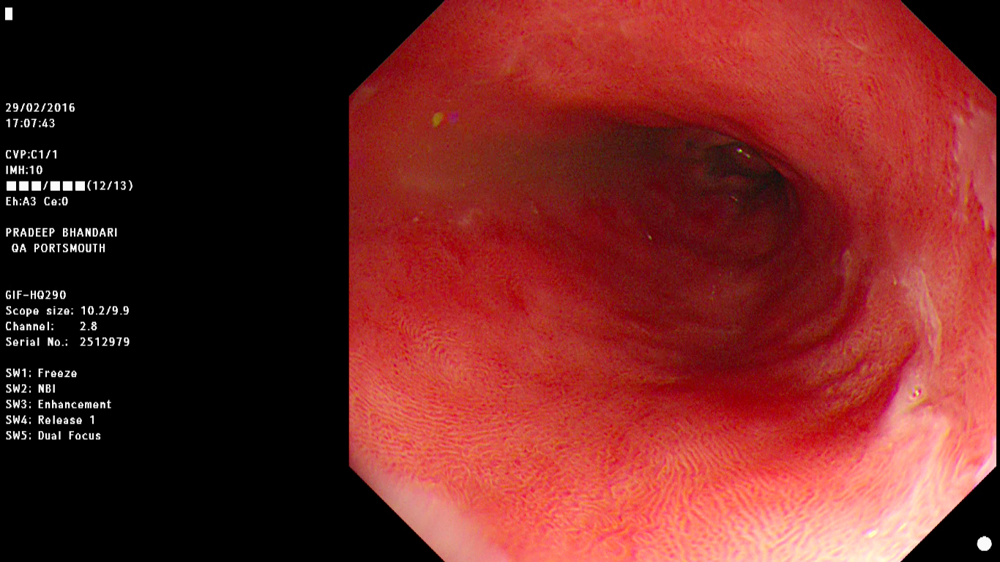 29/02/2016
17:07:43
CVP:C1/1
IMH:10
■■■/■■■(12/13)
Eh:A3 Ce:0
PRADEEP BHANDARI
QA PORTSMOUTH
GIF-HQ290
Scope size: 10.2/9.9
Channel: 2.8
Serial No.: 2512979
SW1: Freeze
SW2: NBI
SW3: Enhancement
SW4: Release 1
SW5: Dual Focus